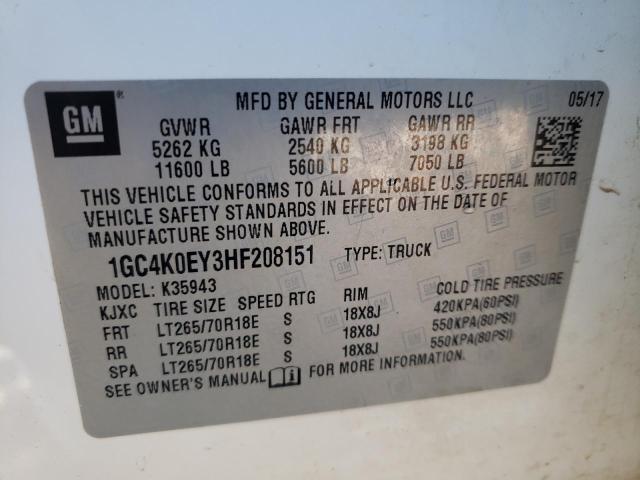 GM ® MFD BY GENERAL MOTORS LLC 05/17
GVWR GAWR FRT GAWR RR
5262 KG 2540 KG 3198 KG
11600 LB 5600 LB 7050 LB
THIS VEHICLE CONFORMS TO ALL APPLICABLE U.S. FEDERAL MOTOR
VEHICLE SAFETY STANDARDS IN EFFECT ON THE DATE OF
MANUFACTURE SHOWN ABOVE.
1GC4K0EY3HF208151 TYPE: TRUCK
MODEL: K35943
KJXC TIRE SIZE SPEED RTG RIM COLD TIRE PRESSURE
FRT LT265/70R18E S 18X8J 420KPA(60PSI)
RR LT265/70R18E S 18X8J 550KPA(80PSI)
SPA LT265/70R18E S 18X8J 550KPA(80PSI)
SEE OWNER'S MANUAL FOR MORE INFORMATION.